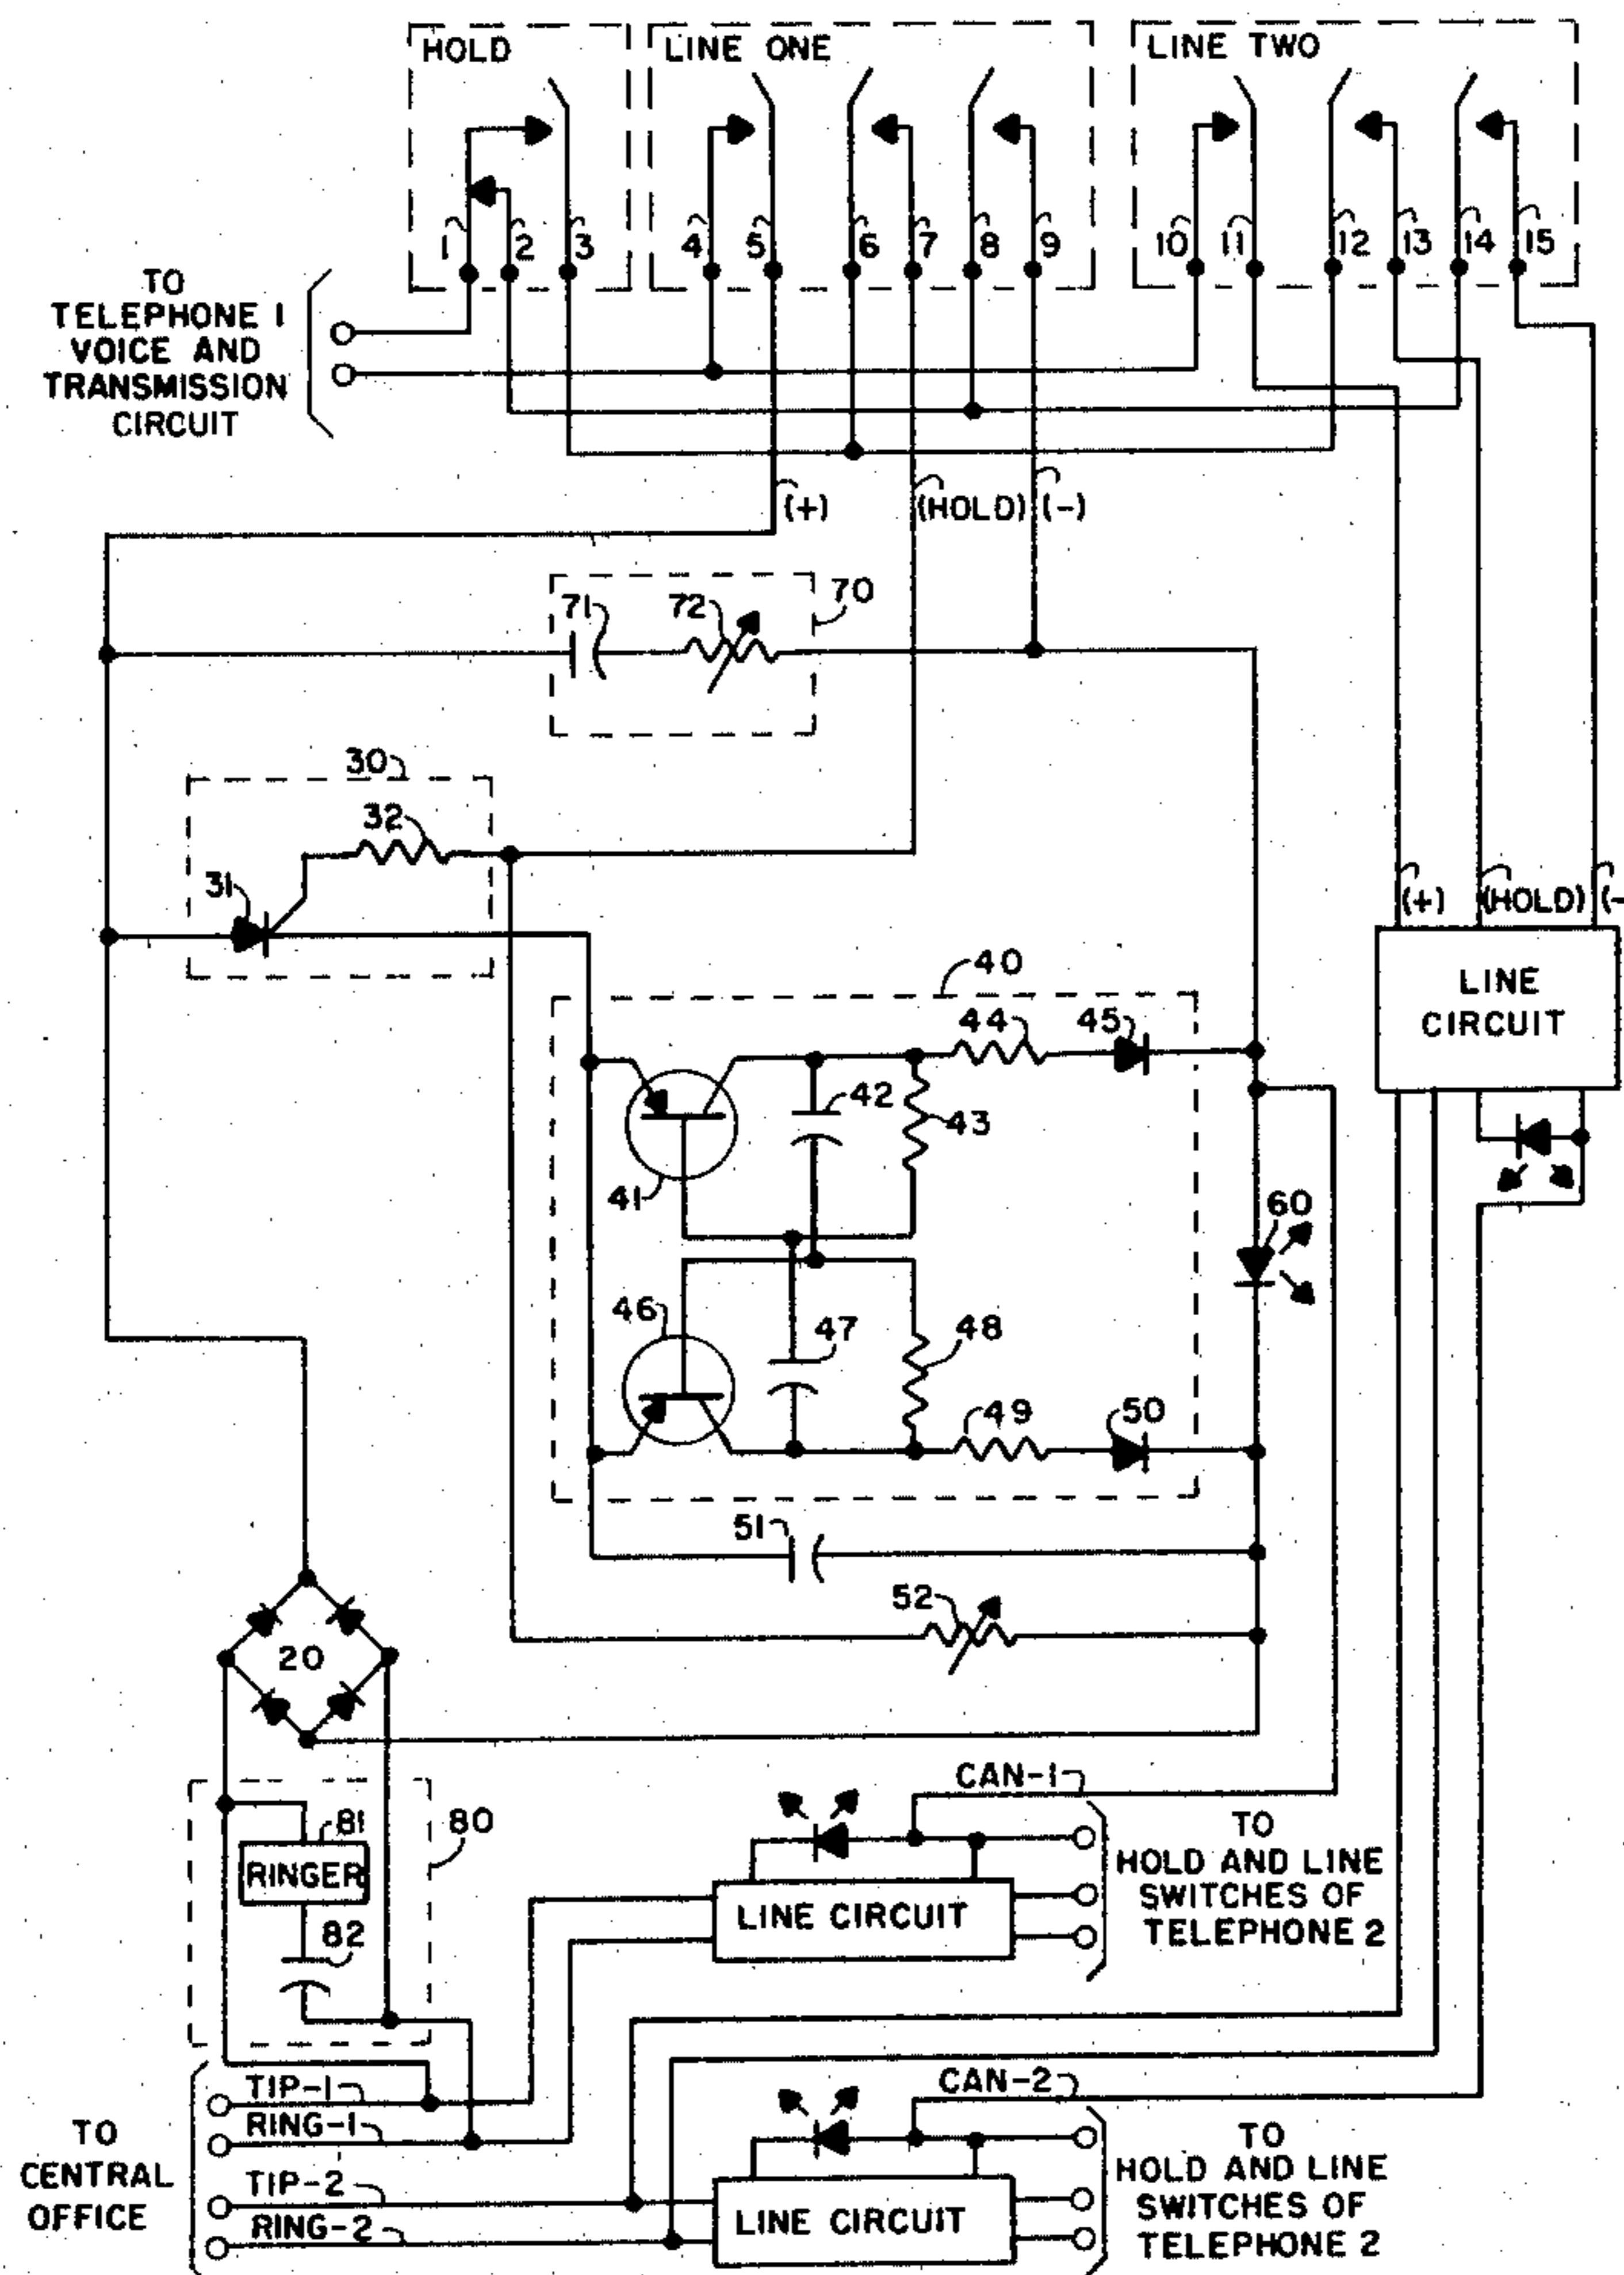 HOLD
LINE ONE
LINE TWO
1 2 3 4 5 6 7 8 9 10 11 12 13 14 15
TO
TELEPHONE 1
VOICE AND
TRANSMISSION
CIRCUIT
(+) (HOLD) (-)
71 72 70
30
32
31
(+) (HOLD) (-
40
LINE
CIRCUIT
44 45
42 43
41
60
46 47 48
49 50
51
52
20
CAN-1
80
81
RINGER
82
LINE CIRCUIT
TO
HOLD AND LINE
SWITCHES OF
TELEPHONE 2
TO
CENTRAL
OFFICE
TIP-1
RING-1
TIP-2
RING-2
CAN-2
LINE CIRCUIT
TO
HOLD AND LINE
SWITCHES OF
TELEPHONE 2